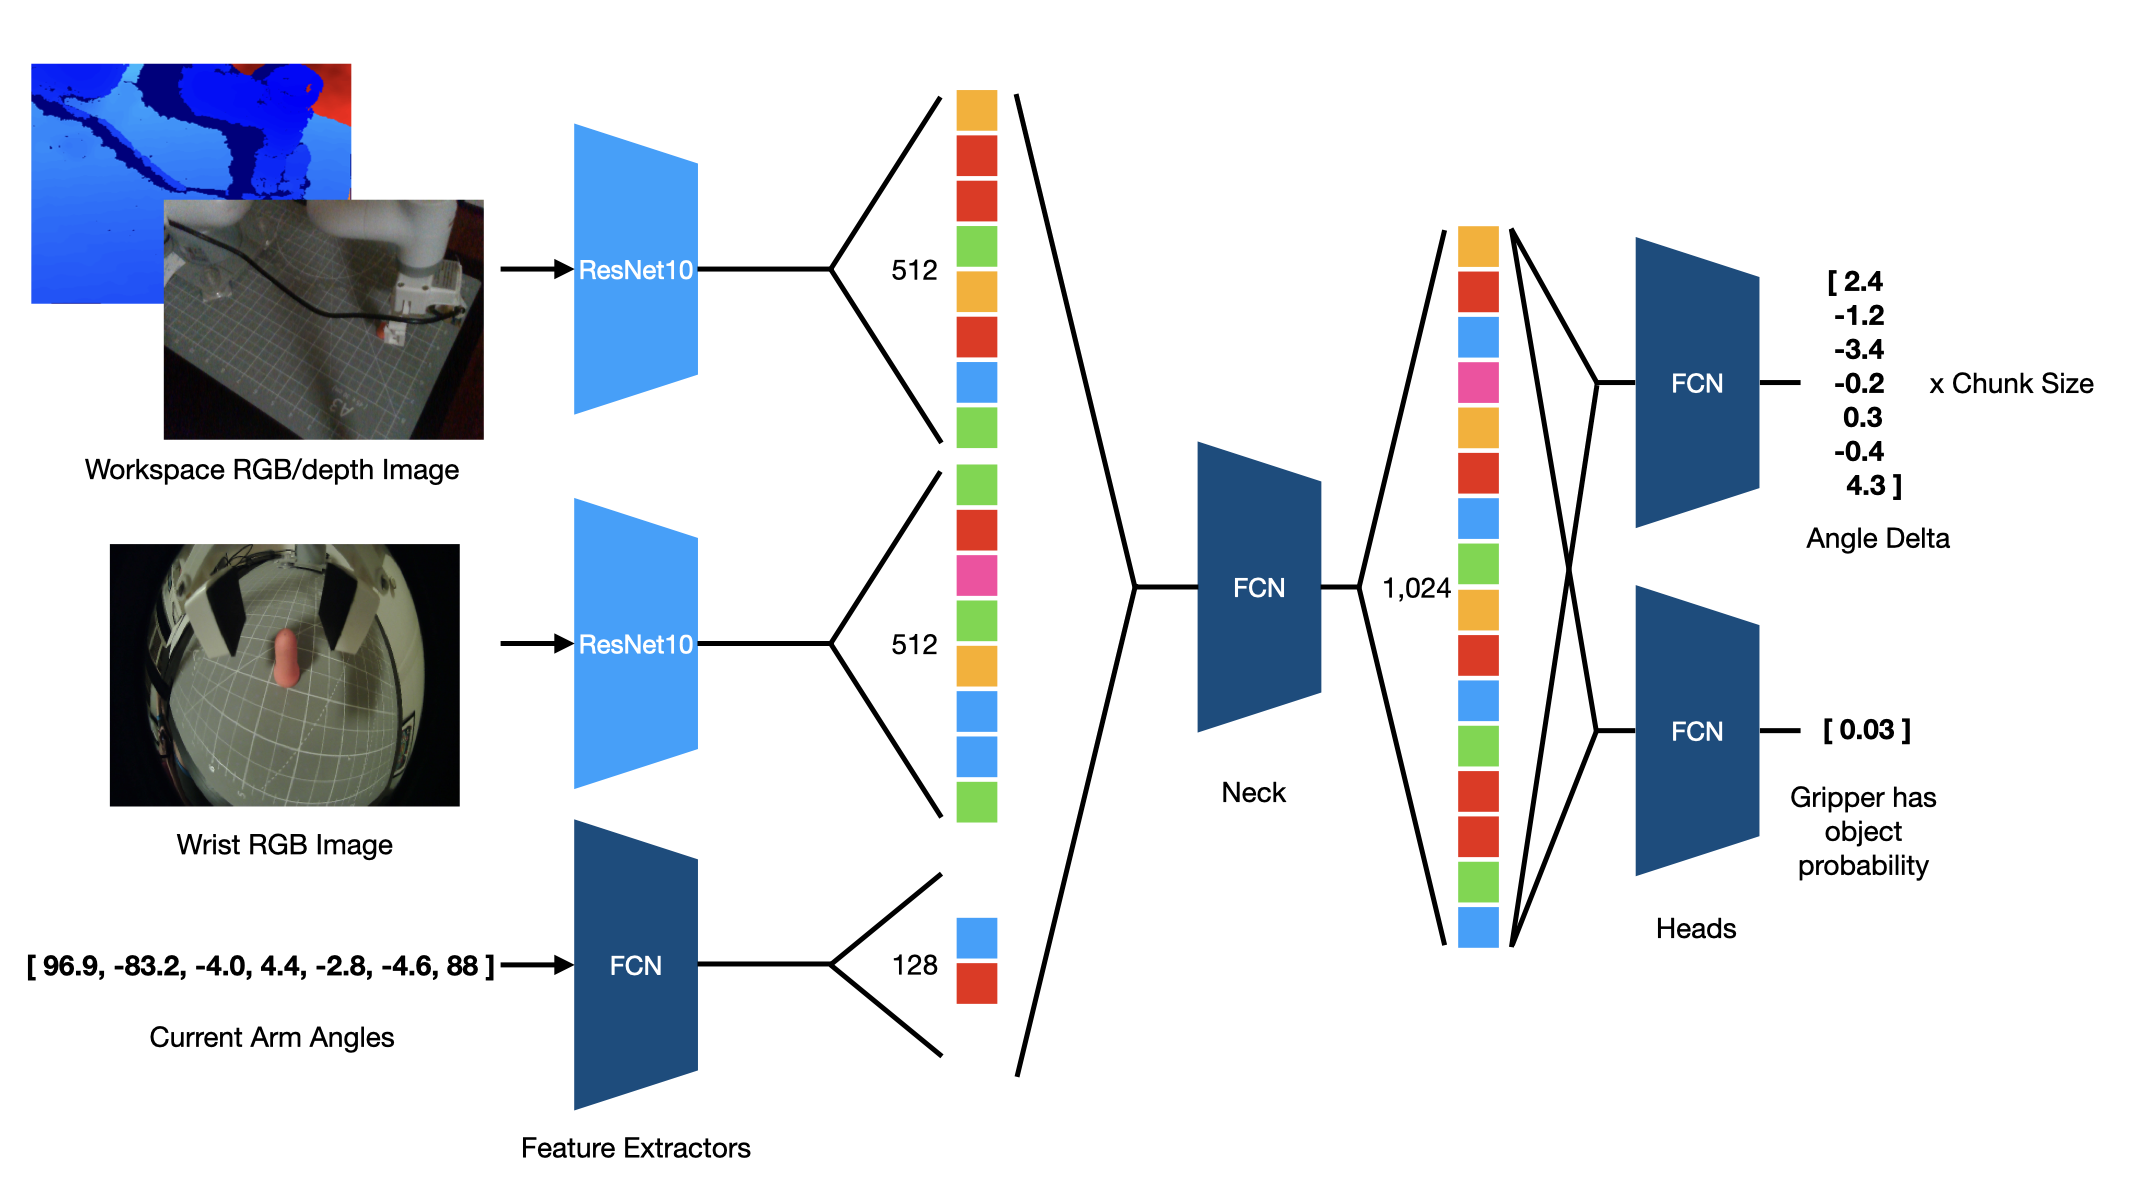 Workspace RGB/depth Image
ResNet10
512
A3
Wrist RGB Image
ResNet10
512
[ 96.9, -83.2, -4.0, 4.4, -2.8, -4.6, 88 ]
Current Arm Angles
FCN
128
Feature Extractors
FCN
Neck
1,024
FCN
[ 2.4
-1.2
-3.4
-0.2
0.3
-0.4
4.3 ]
x Chunk Size
Angle Delta
FCN
[ 0.03 ]
Gripper has
object
probability
Heads